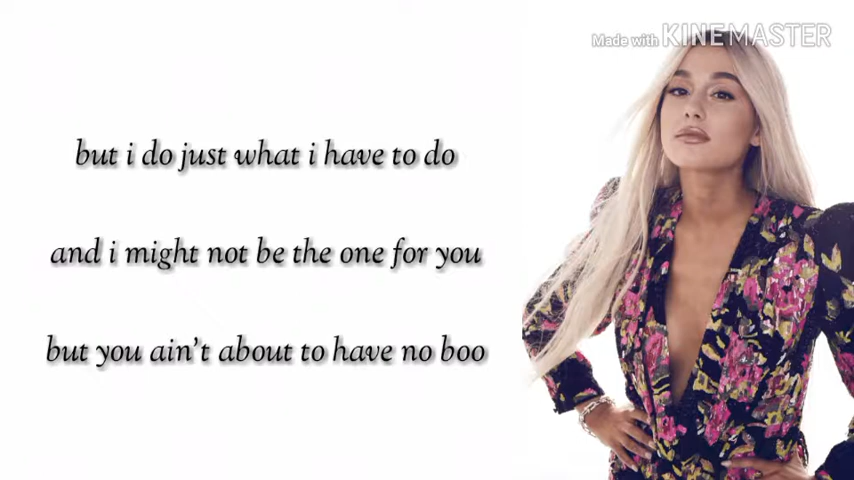 Made with KINEMASTER
but i do just what i have to do
and i might not be the one for you
but you ain't about to have no boo